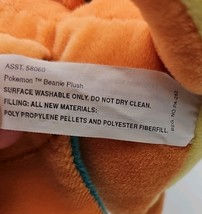 ASST. 58060
Pokemon ™ Beanie Plush
SURFACE WASHABLE ONLY. DO NOT DRY CLEAN.
FILLING: ALL NEW MATERIALS:
POLY PROPYLENE PELLETS AND POLYESTER FIBERFILL.